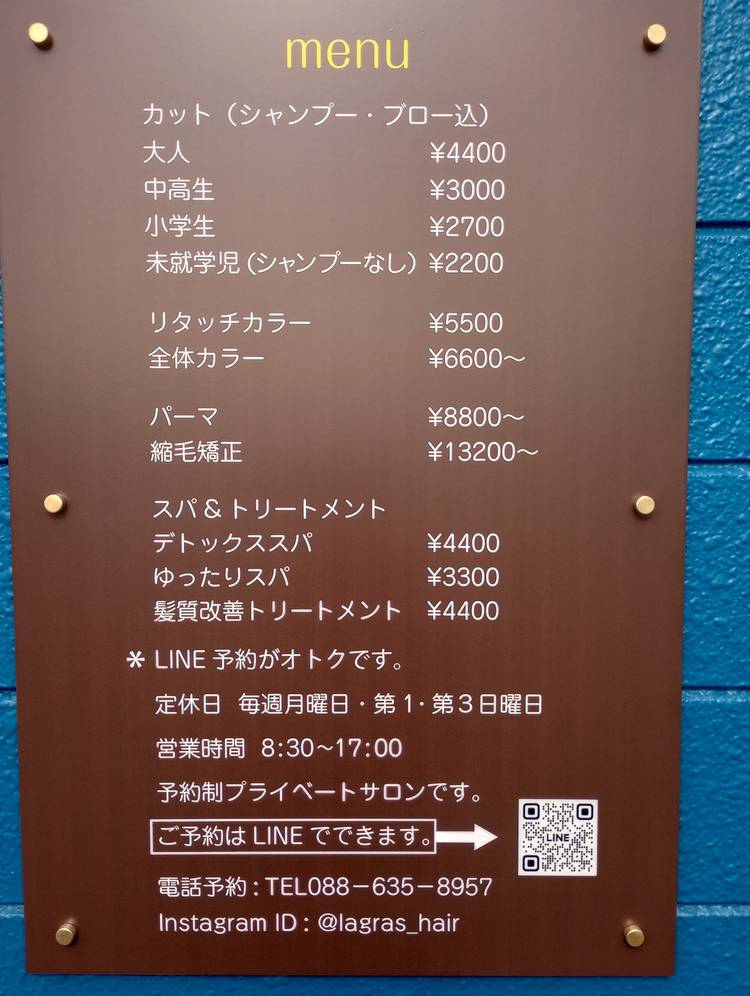 menu
カット（シャンプー・ブロー込）
大人 ¥4400
中高生 ¥3000
小学生 ¥2700
未就学児（シャンプーなし） ¥2200
リタッチカラー ¥5500
全体カラー ¥6600〜
パーマ ¥8800〜
縮毛矯正 ¥13200〜
スパ & トリートメント
デトックススパ ¥4400
ゆったりスパ ¥3300
髪質改善トリートメント ¥4400
* LINE 予約がオトクです。
定休日 毎週月曜日・第1・第3日曜日
営業時間 8:30〜17:00
予約制プライベートサロンです。
ご予約は LINE でできます。
LINE
電話予約：TEL088－635－8957
Instagram ID：@lagras_hair